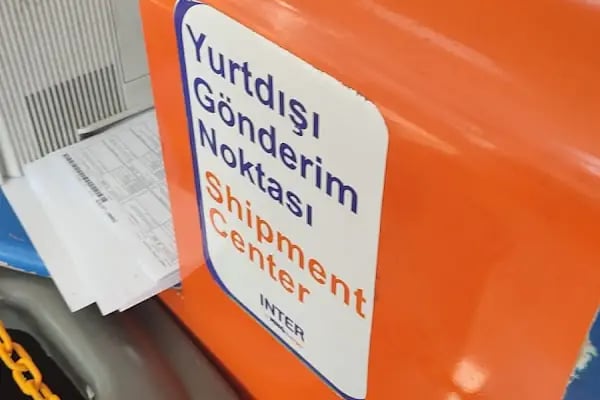 Yurtdışı
Gönderim
Noktası
Shipment
Center
INTER